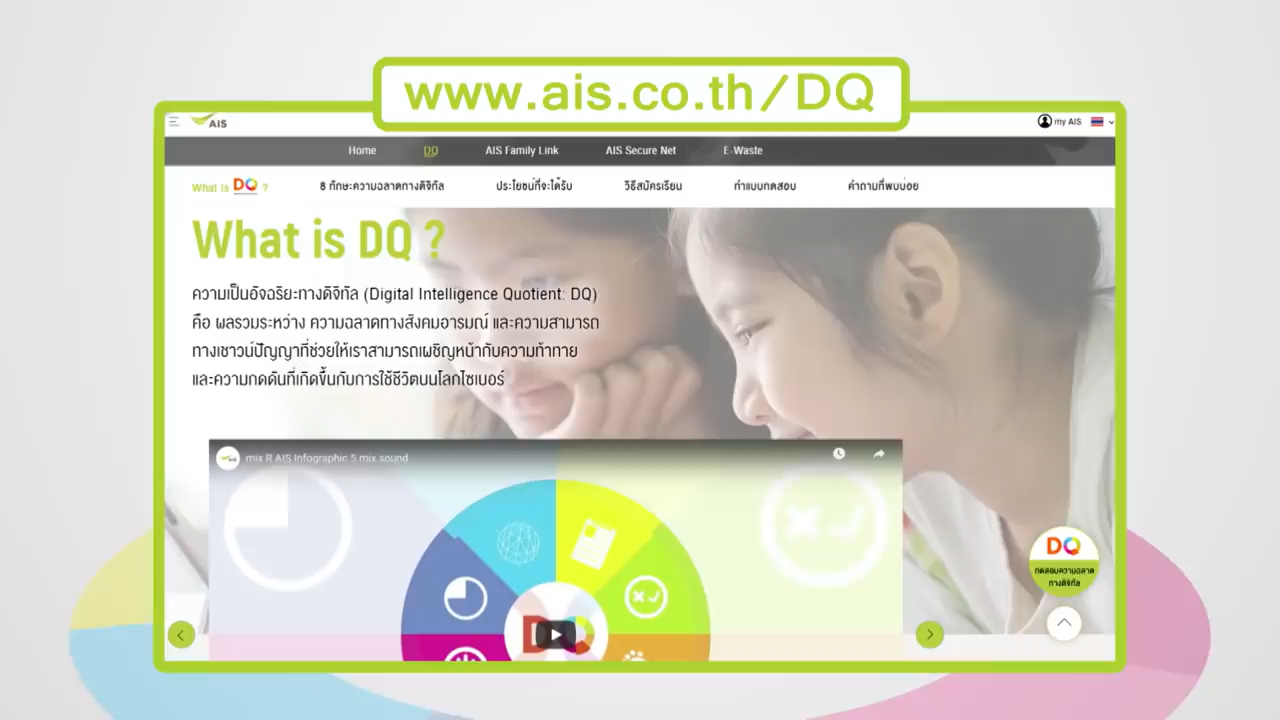 www.ais.co.th/DQ
AIS
my AIS
Home DQ AIS Family Link AIS Secure Net E-Waste
What is DQ ? 8 ทักษะความฉลาดทางดิจิทัล ประโยชน์ที่จะได้รับ วิธีสมัครเรียน ทำแบบทดสอบ คำถามที่พบบ่อย
What is DQ ?
ความเป็นอัจฉริยะทางดิจิทัล (Digital Intelligence Quotient: DQ)
คือ ผลรวมระหว่าง ความฉลาดทางสังคมอารมณ์ และความสามารถ
ทางเชาวน์ปัญญาที่ช่วยให้เราสามารถเผชิญหน้ากับความท้าทาย
และความกดดันที่เกิดขึ้นกับการใช้ชีวิตบนโลกไซเบอร์
AIS mix R AIS Infographic 5 mix sound
DQ
DQ
ทดสอบความฉลาด
ทางดิจิทัล